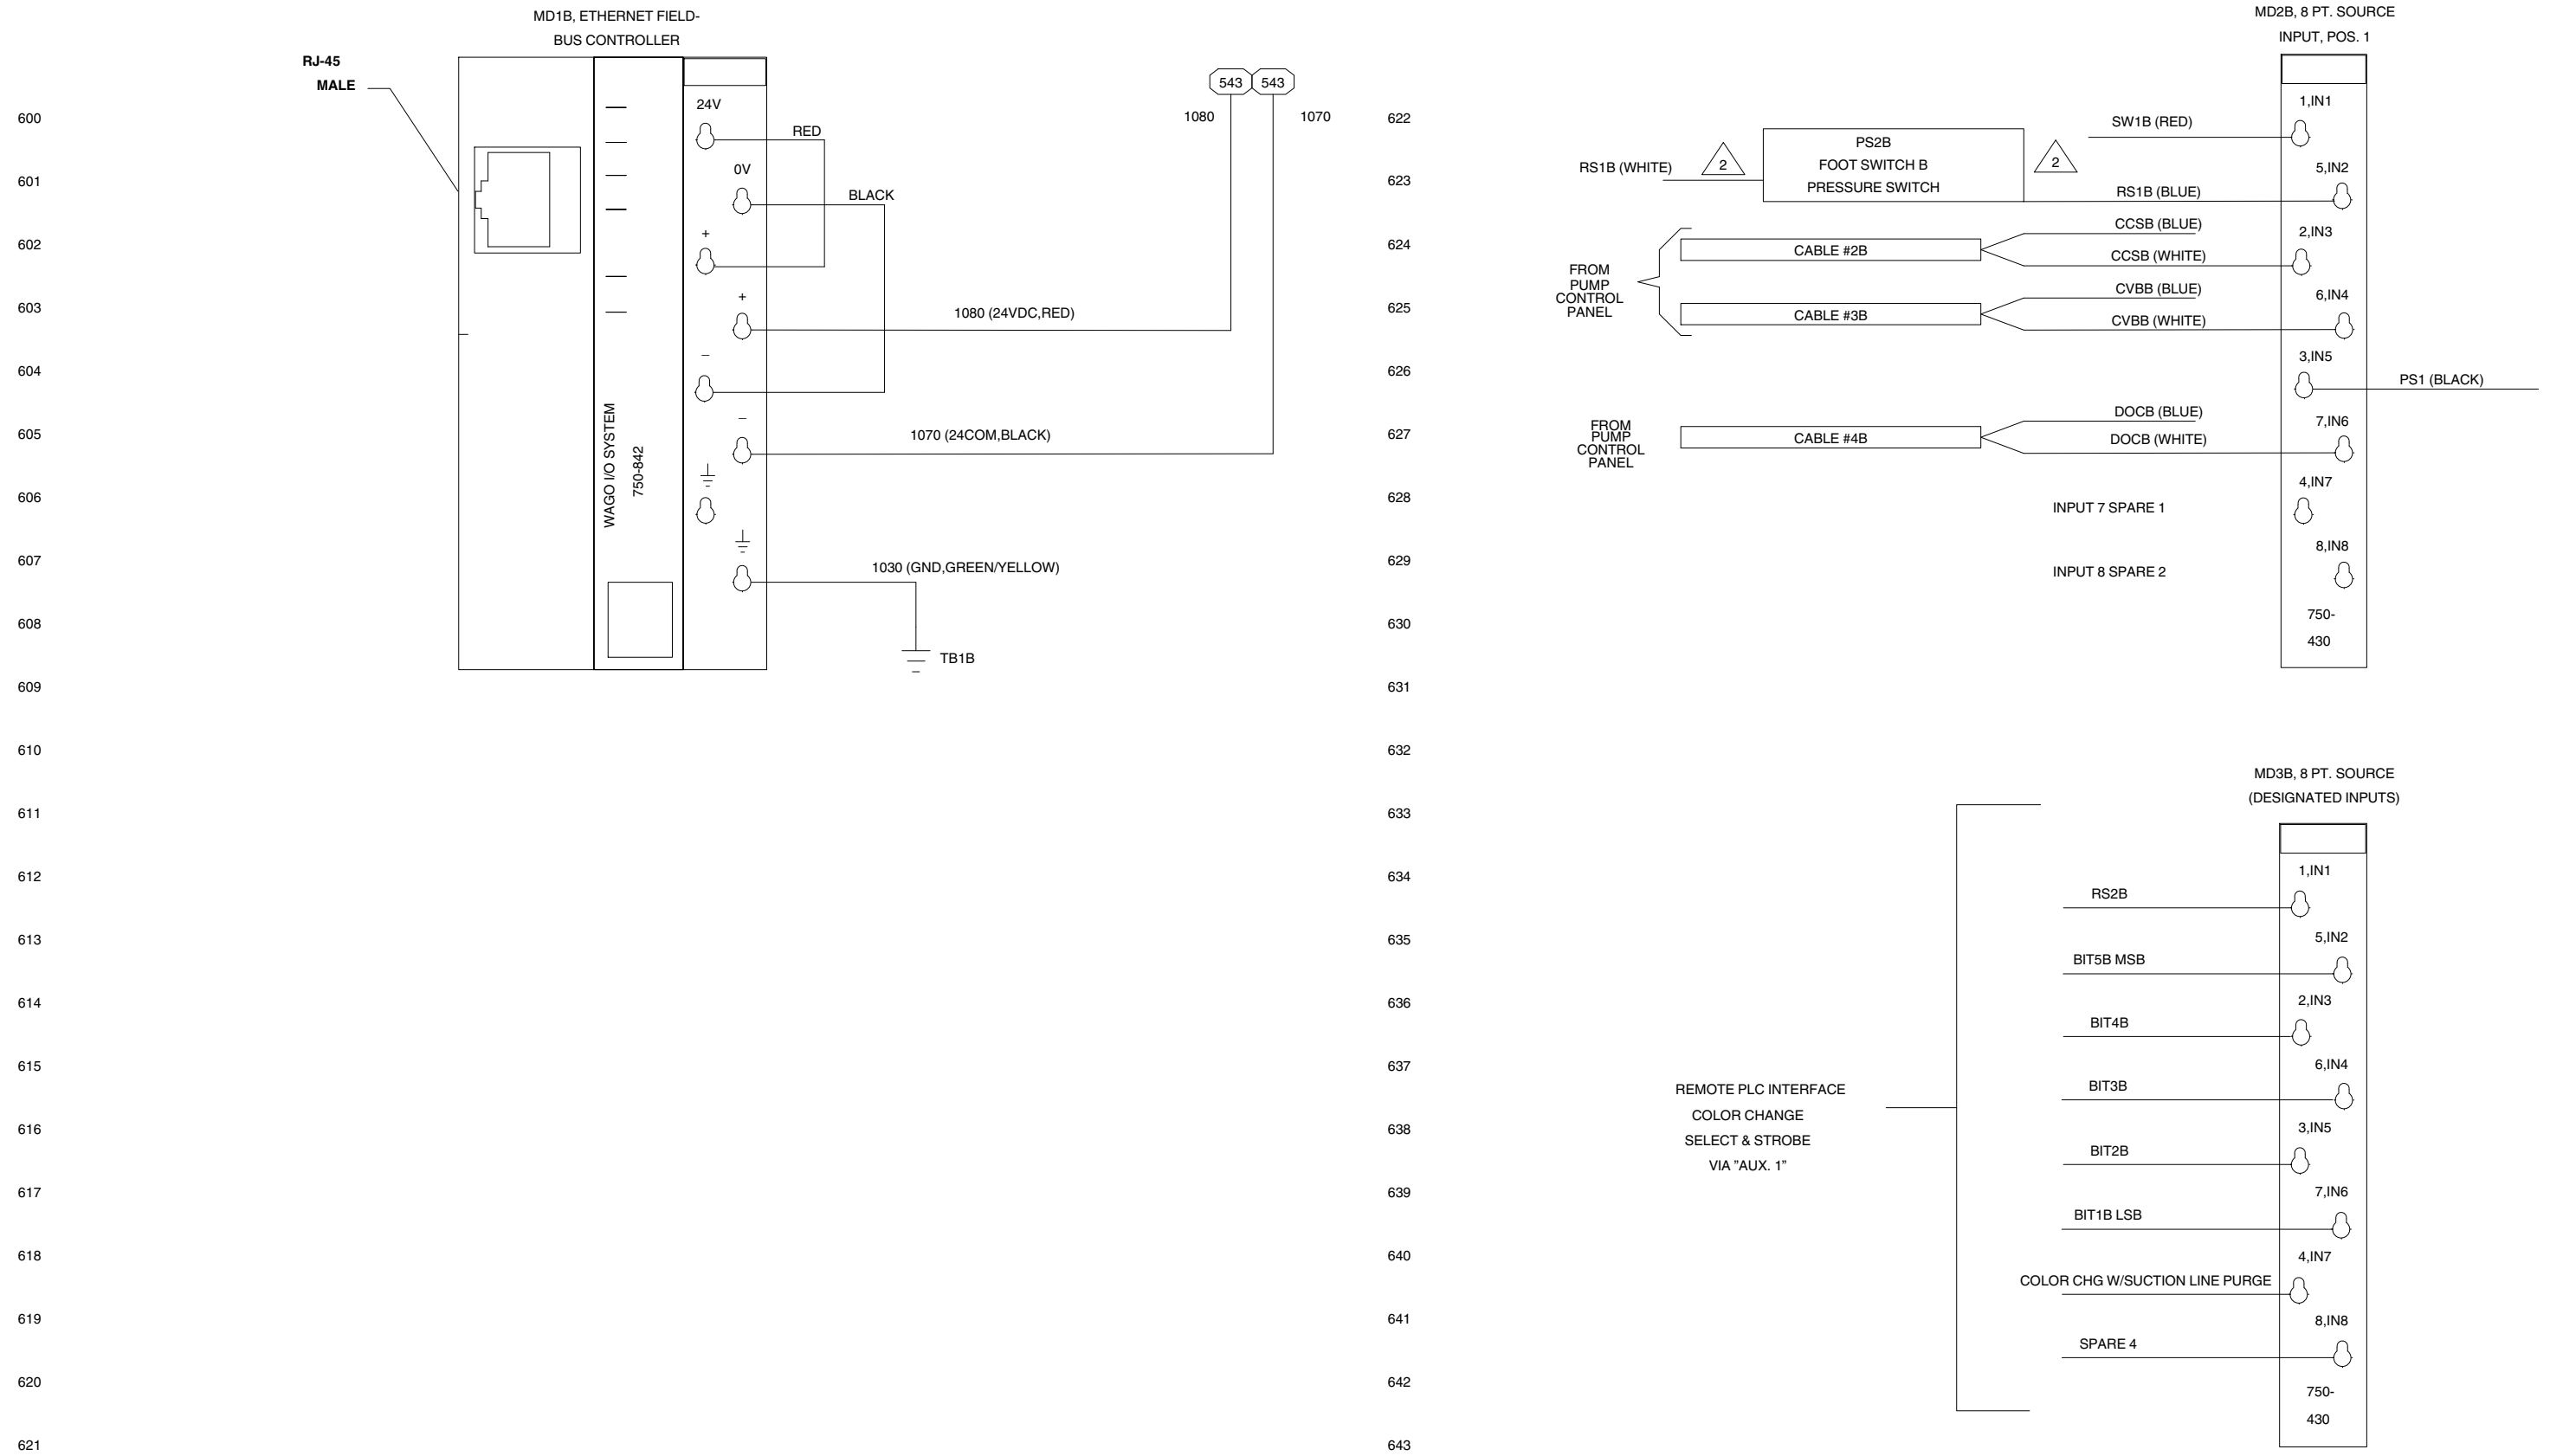 MD1B, ETHERNET FIELD-
BUS CONTROLLER
RJ-45
MALE
600
601
602
603
604
605
606
607
608
609
610
611
612
613
614
615
616
617
618
619
620
621
24V
RED
0V
BLACK
+
+
1080 (24VDC,RED)
–
–
1070 (24COM,BLACK)
1030 (GND,GREEN/YELLOW)
TB1B
WAGO I/O SYSTEM
750-842
543 543
1080 1070
622
623
624
625
626
627
628
629
630
631
632
633
634
635
636
637
638
639
640
641
642
643
MD2B, 8 PT. SOURCE
INPUT, POS. 1
1,IN1
SW1B (RED)
PS2B
FOOT SWITCH B
PRESSURE SWITCH
RS1B (WHITE)
2
2
5,IN2
RS1B (BLUE)
CCSB (BLUE)
2,IN3
CABLE #2B
CCSB (WHITE)
FROM
PUMP
CONTROL
PANEL
CVBB (BLUE)
6,IN4
CABLE #3B
CVBB (WHITE)
3,IN5
PS1 (BLACK)
DOCB (BLUE)
7,IN6
FROM
PUMP
CONTROL
PANEL
CABLE #4B
DOCB (WHITE)
4,IN7
INPUT 7 SPARE 1
8,IN8
INPUT 8 SPARE 2
750-
430
MD3B, 8 PT. SOURCE
(DESIGNATED INPUTS)
1,IN1
RS2B
5,IN2
BIT5B MSB
2,IN3
BIT4B
6,IN4
BIT3B
3,IN5
BIT2B
7,IN6
BIT1B LSB
4,IN7
COLOR CHG W/SUCTION LINE PURGE
8,IN8
SPARE 4
750-
430
REMOTE PLC INTERFACE
COLOR CHANGE
SELECT & STROBE
VIA ”AUX. 1”